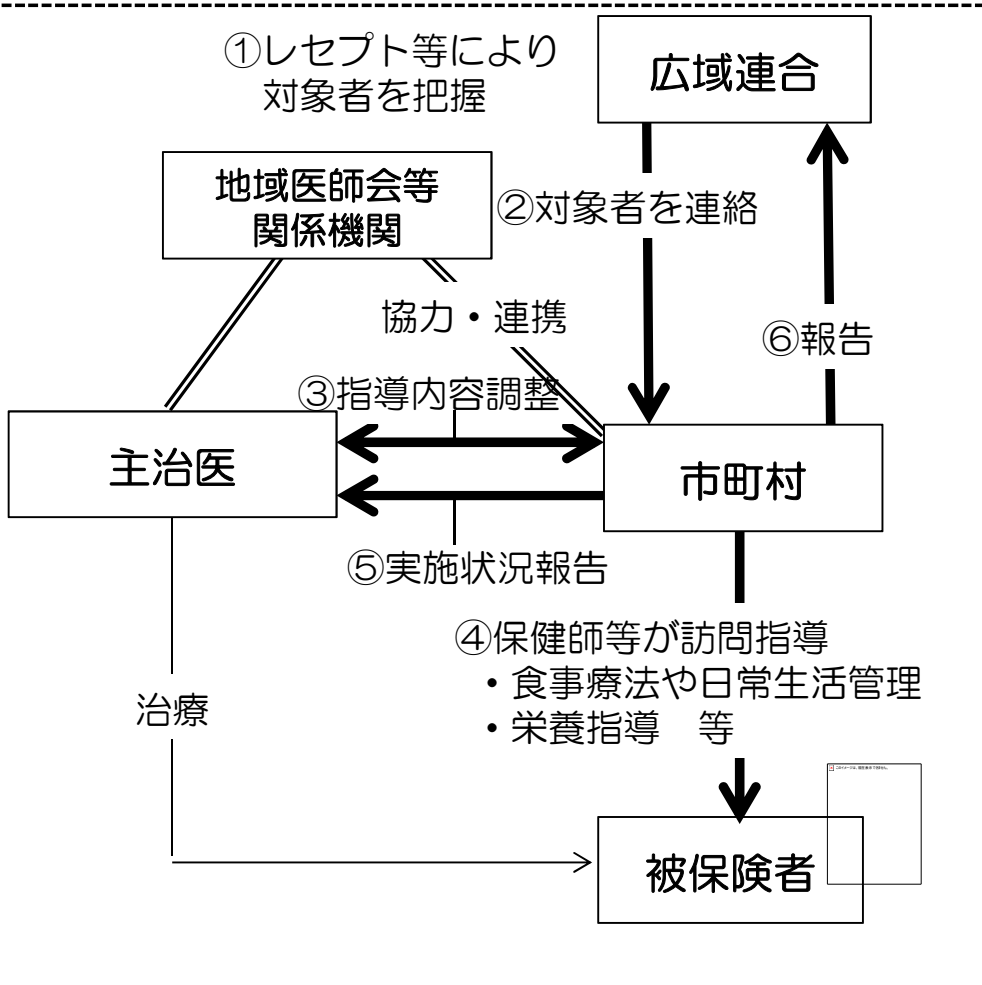 ①レセプト等により
対象者を把握
広域連合
地域医師会等
関係機関
②対象者を連絡
協力・連携
⑥報告
③指導内容調整
主治医
市町村
⑤実施状況報告
④保健師等が訪問指導
・食事療法や日常生活管理
・栄養指導　等
治療
被保険者